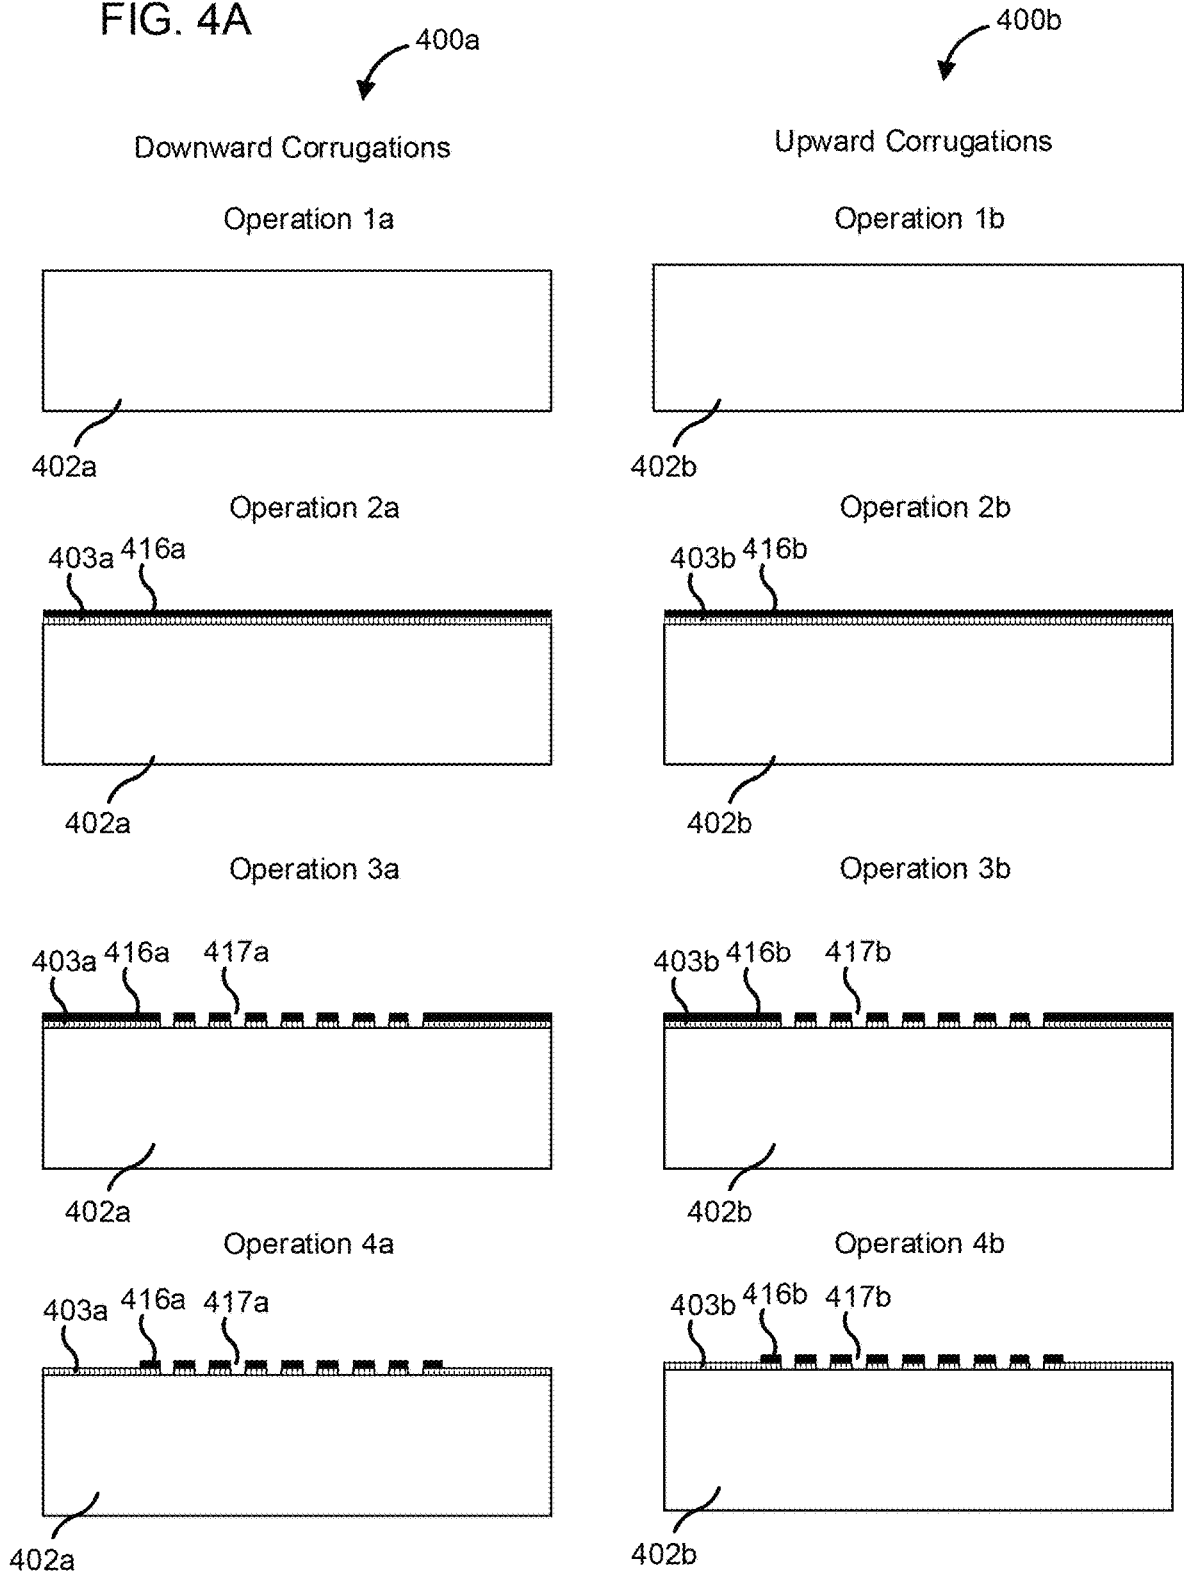 FIG. 4A
400a
400b
Downward Corrugations
Upward Corrugations
Operation 1a
Operation 1b
402a
402b
Operation 2a
Operation 2b
403a 416a
403b 416b
402a
402b
Operation 3a
Operation 3b
403a 416a 417a
403b 416b 417b
402a
402b
Operation 4a
Operation 4b
403a 416a 417a
403b 416b 417b
402a
402b